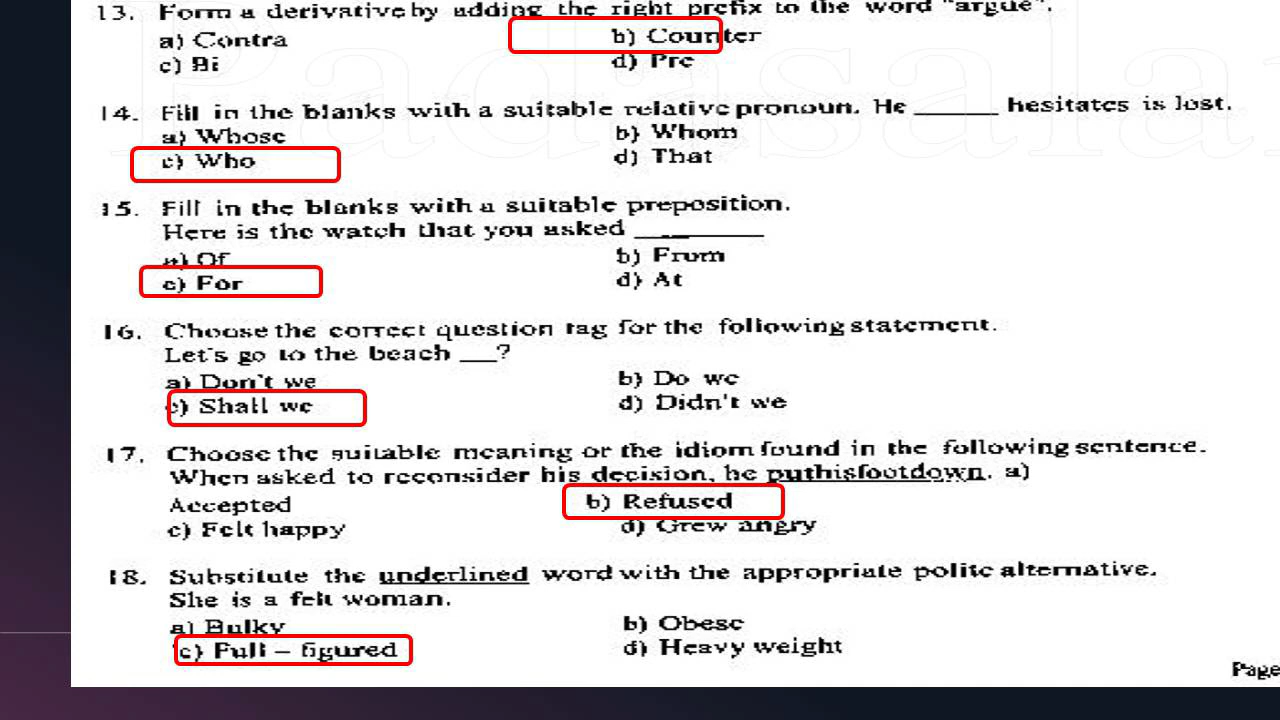 13. Form a derivative by adding the right prefix to the word "argue".
a) Contra b) Counter
c) Bi d) Pre
14. Fill in the blanks with a suitable relative pronoun. He ______ hesitates is lost.
a) Whose b) Whom
c) Who d) That
15. Fill in the blanks with a suitable preposition.
Here is the watch that you asked _________
a) Of b) From
c) For d) At
16. Choose the correct question tag for the following statement.
Let's go to the beach ___?
a) Don't we b) Do we
c) Shall we d) Didn't we
17. Choose the suitable meaning or the idiom found in the following sentence.
When asked to reconsider his decision, he puthisfootdown. a)
Accepted b) Refused
c) Felt happy d) Grew angry
18. Substitute the underlined word with the appropriate polite alternative.
She is a felt woman.
a) Bulky b) Obese
c) Full – figured d) Heavy weight
Page